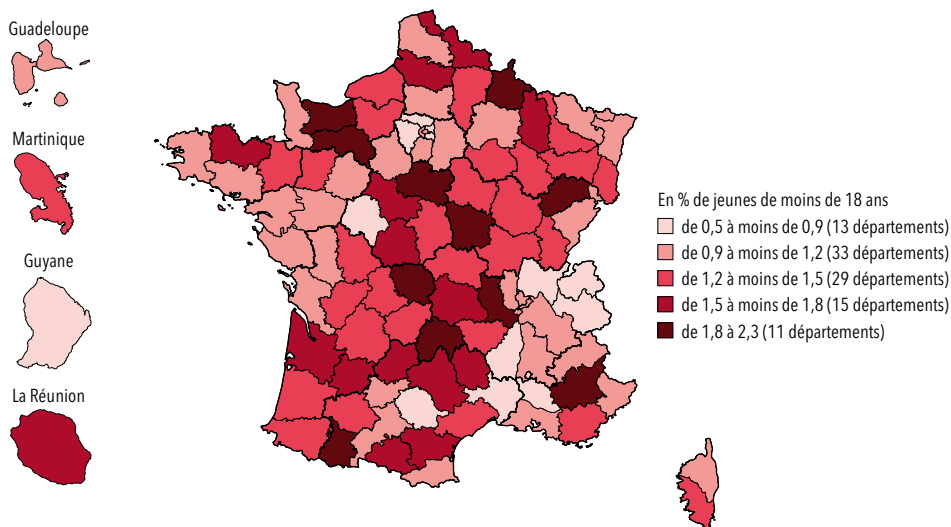 Guadeloupe
Martinique
Guyane
La Réunion
En % de jeunes de moins de 18 ans
de 0,5 à moins de 0,9 (13 départements)
de 0,9 à moins de 1,2 (33 départements)
de 1,2 à moins de 1,5 (29 départements)
de 1,5 à moins de 1,8 (15 départements)
de 1,8 à 2,3 (11 départements)